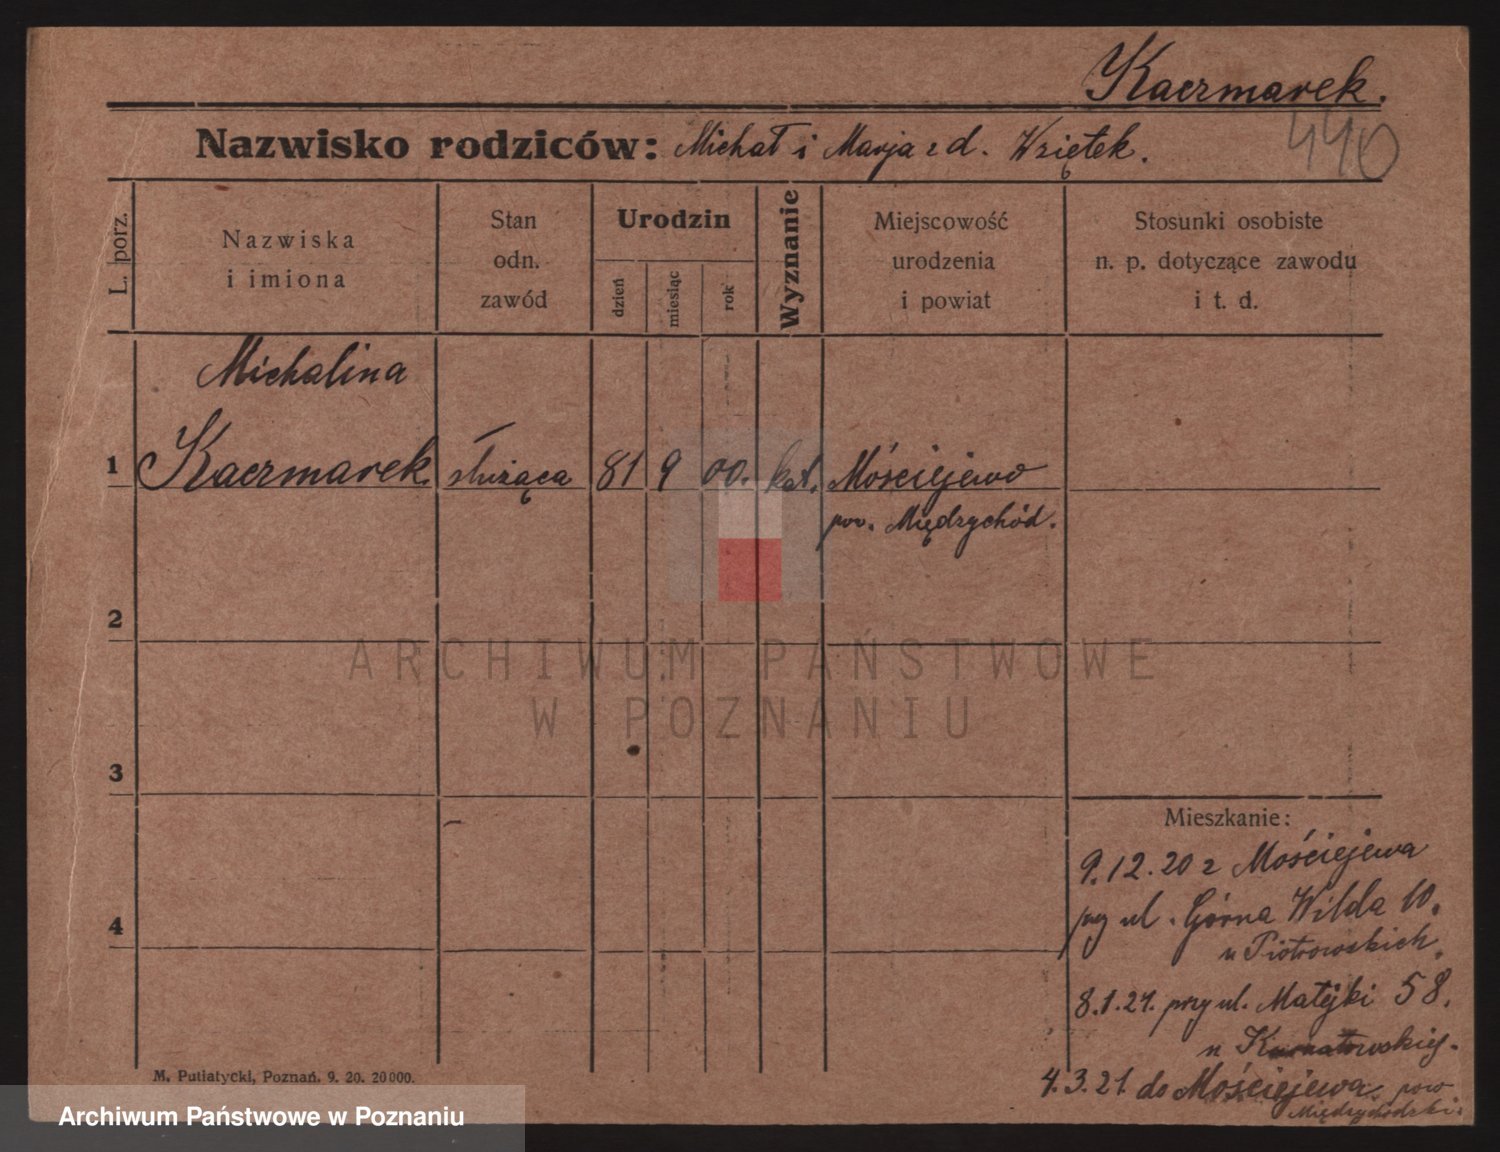 Kaczmarek.
Nazwisko rodziców: Michał i Marja z d. Wziętek.
440
L. porz.
Nazwiska i imiona
Stan odn. zawód
Urodzin
dzień
miesiąc
rok
Wyznanie
Miejscowość urodzenia i powiat
Stosunki osobiste n. p. dotyczące zawodu i t. d.
Michalina
1 Kaczmarek. służąca 81 9 00. kat. Mościejewo
pow. Międzychód.
2
ARCHIWUM PAŃSTWOWE
W POZNANIU
3
4
Mieszkanie:
9.12.20 z Mościejewa
przy ul. Górna Wilda 10.
u Piotrowskich.
8.1.21. przy ul. Matejki 58.
u Kurnatowskiej.
4.3.21. do Mościejewa pow
Międzychodzki.
M. Putiatycki, Poznań. 9. 20. 20000.
Archiwum Państwowe w Poznaniu